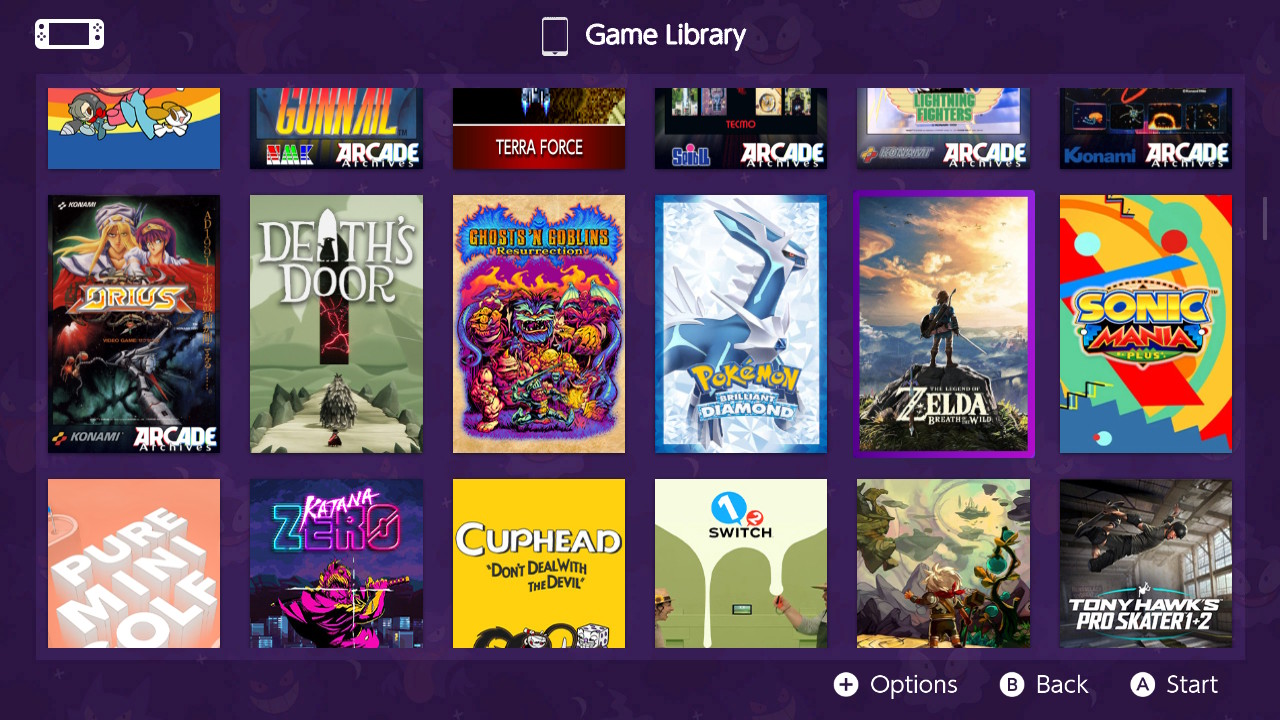 Game Library
GUNNAIL
NMK
ARCADE
Archives
TERRA FORCE
TECMO
ARCADE
Archives
LIGHTNING
FIGHTERS
KONAMI
ARCADE
Archives
Konami
ARCADE
Archives
KONAMI
KONAMI
ARCADE
Archives
DEATH'S
DOOR
GHOSTS'N GOBLINS
Resurrection
POKéMON
BRILLIANT
DIAMOND
THE LEGEND OF
ZELDA
BREATH OF THE WILD
SONIC
MANIA
PLUS
PURE
MINI
GOLF
KATANA
ZERO
CUPHEAD
"DON'T DEAL WITH
THE DEVIL"
1 2
SWITCH
TONY HAWK'S
PRO SKATER 1+2
+ Options
B Back
A Start